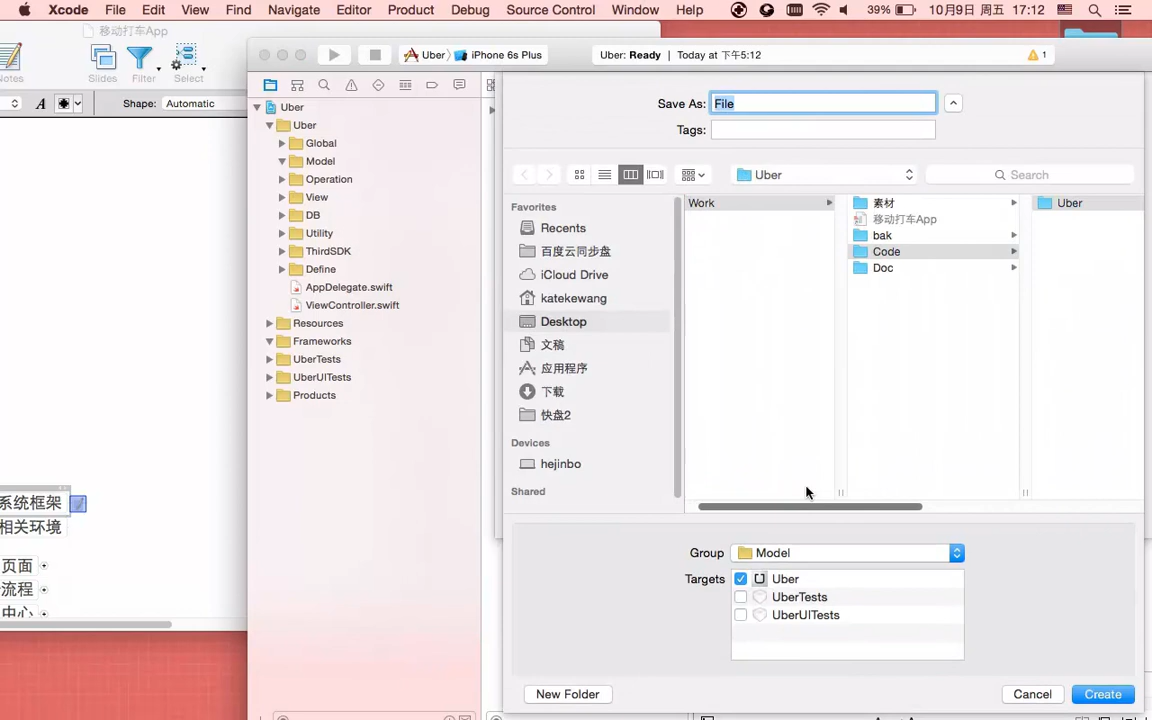 Xcode File Edit View Find Navigate Editor Product Debug Source Control Window Help 39% 10月9日 周五 17:12
移动打车App
Notes Slides Filter Select
Shape: Automatic
Uber iPhone 6s Plus Uber: Ready Today at 下午5:12 1
Uber
Uber
Global
Model
Operation
View
DB
Utility
ThirdSDK
Define
AppDelegate.swift
ViewController.swift
Resources
Frameworks
UberTests
UberUITests
Products
系统框架
相关环境
页面
流程
中心
Save As: File
Tags:
Uber Search
Favorites
Recents
百度云同步盘
iCloud Drive
katekewang
Desktop
文稿
应用程序
下载
快盘2
Devices
hejinbo
Shared
Work
素材
移动打车App
bak
Code
Doc
Uber
Group Model
Targets Uber
UberTests
UberUITests
New Folder Cancel Create